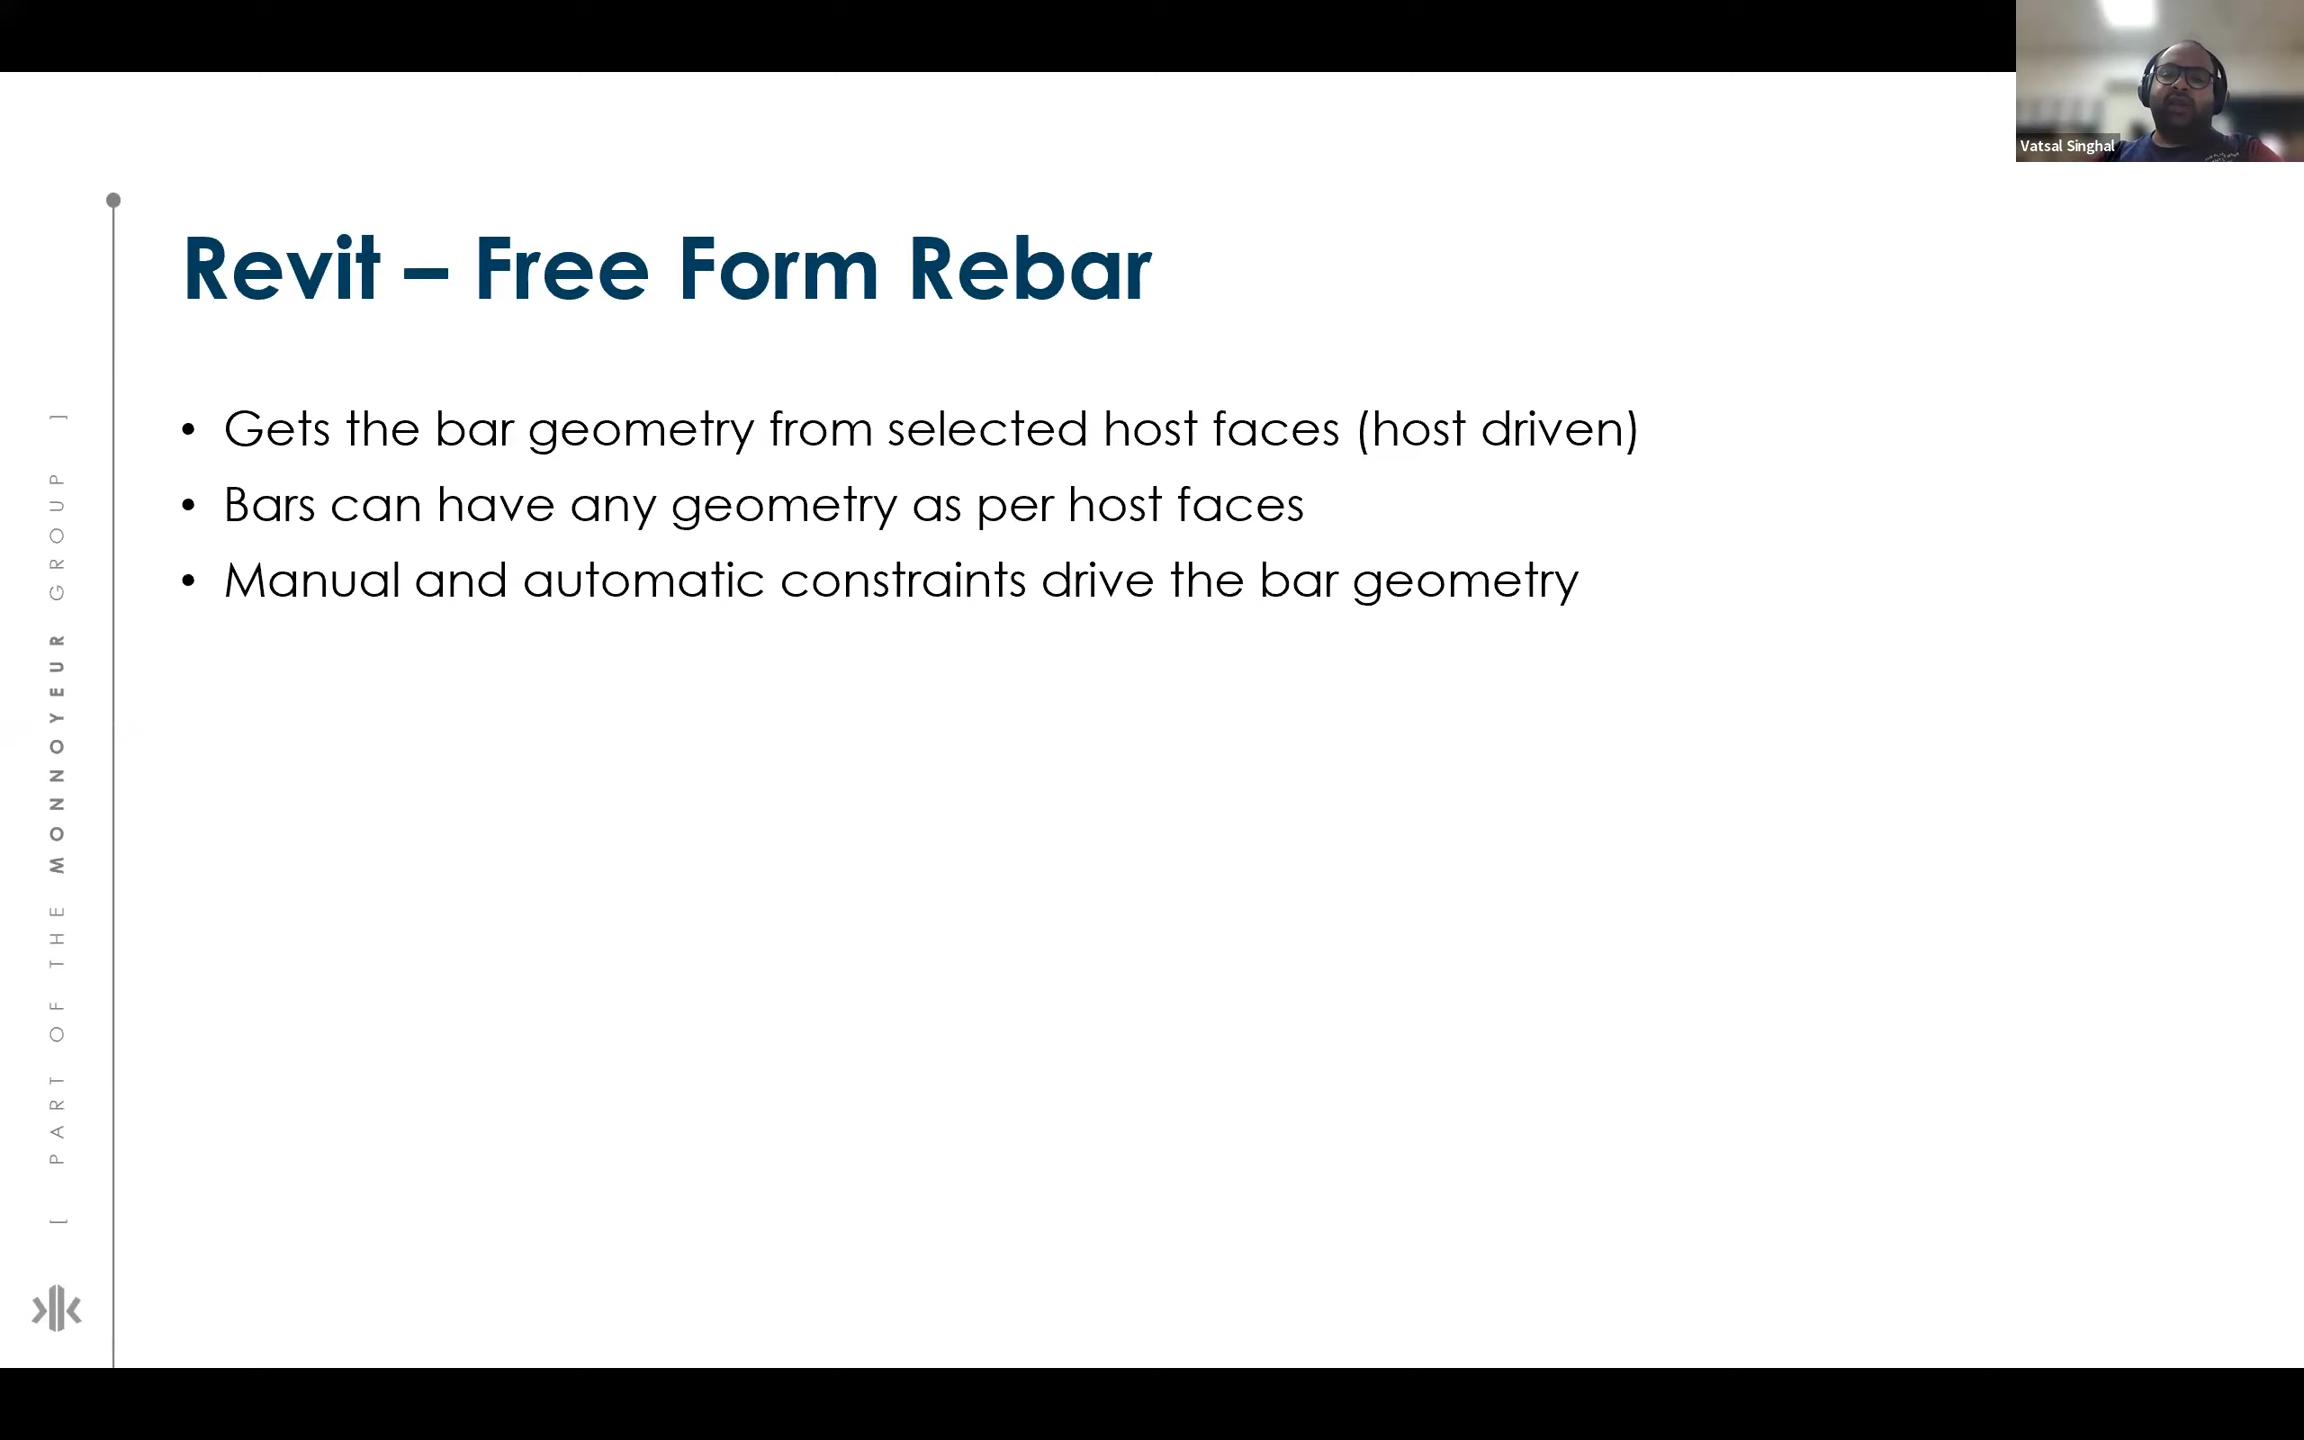 Vatsal Singhal
Revit – Free Form Rebar
• Gets the bar geometry from selected host faces (host driven)
• Bars can have any geometry as per host faces
• Manual and automatic constraints drive the bar geometry
[ PART OF THE MONNOYEUR GROUP ]